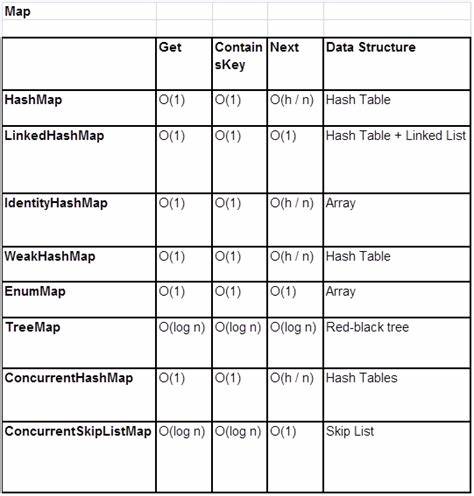 Map
Get Contain Next Data Structure
sKey
HashMap O(1) O(1) O(h / n) Hash Table
LinkedHashMap O(1) O(1) O(1) Hash Table + Linked List
IdentityHashMap O(1) O(1) O(h / n) Array
WeakHashMap O(1) O(1) O(h / n) Hash Table
EnumMap O(1) O(1) O(1) Array
TreeMap O(log n) O(log n) O(log n) Red-black tree
ConcurrentHashMap O(1) O(1) O(h / n) Hash Tables
ConcurrentSkipListMap O(log n) O(log n) O(1) Skip List